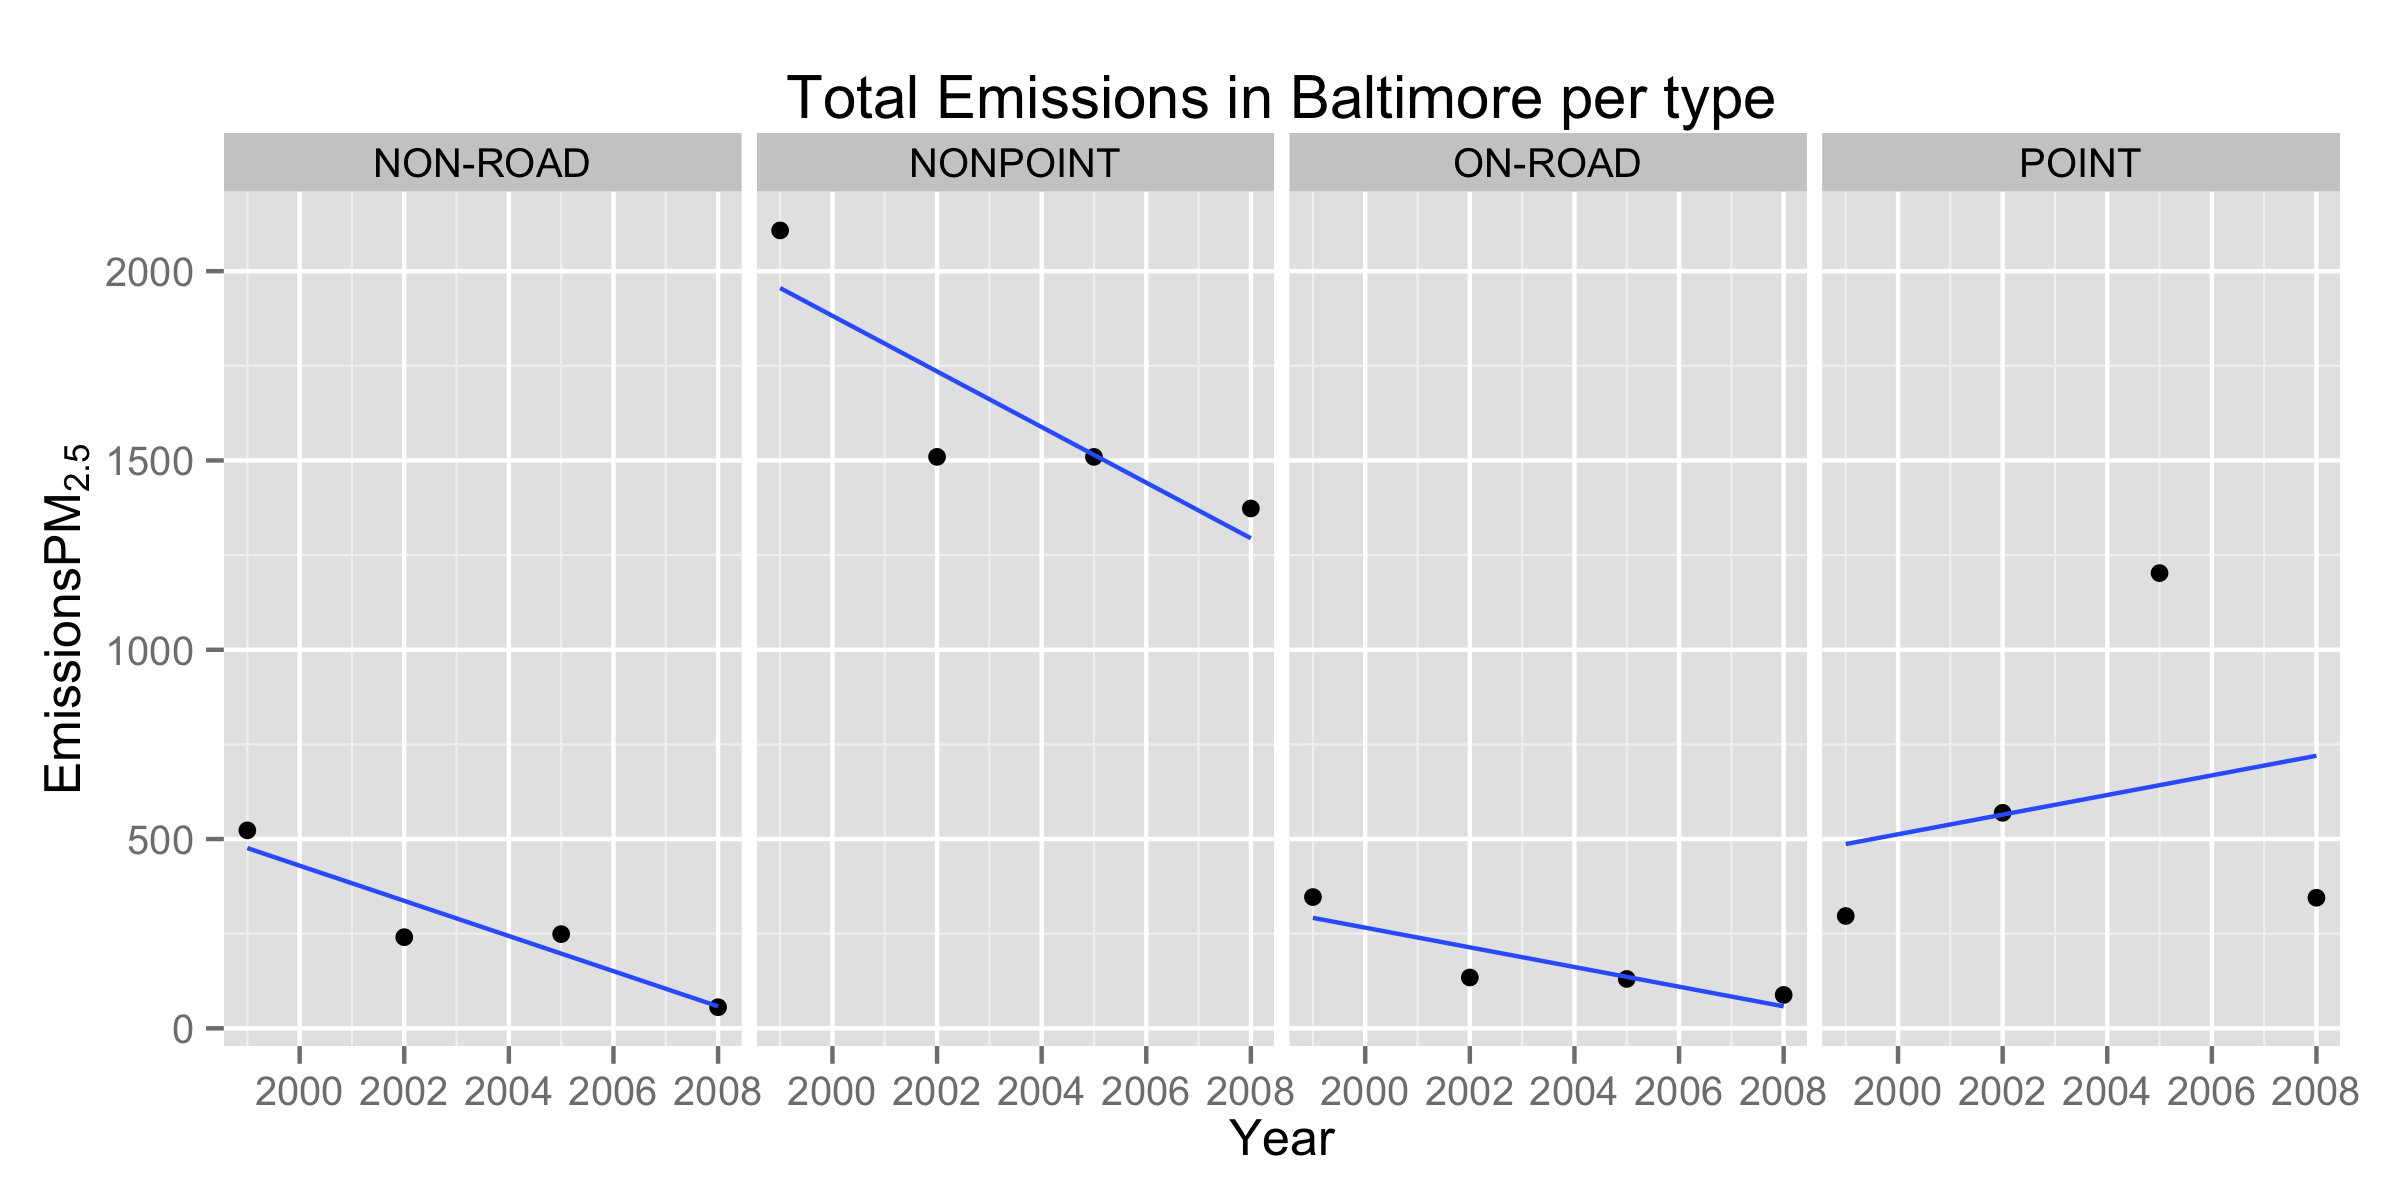 Total Emissions in Baltimore per type
NON-ROAD NONPOINT ON-ROAD POINT
EmissionsPM2.5
2000
1500
1000
500
0
2000 2002 2004 2006 2008 2000 2002 2004 2006 2008 2000 2002 2004 2006 2008 2000 2002 2004 2006 2008
Year